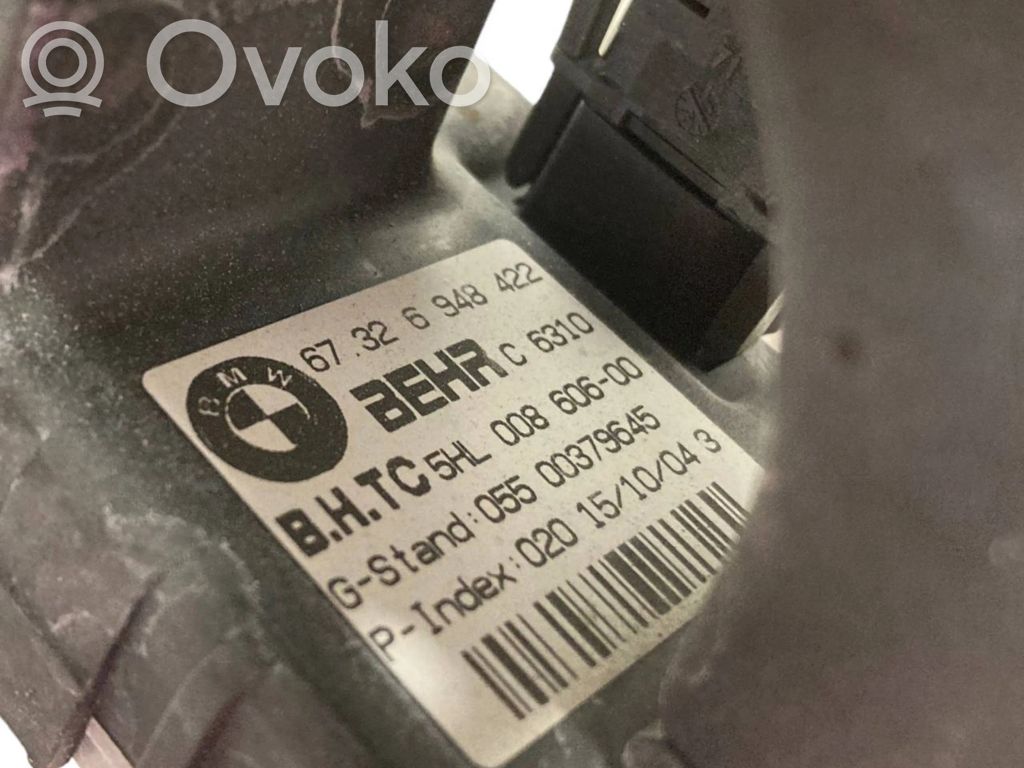 Ovoko
BMW
67.32 6 948 422
BEHR C 6310
B.H.TC 5HL 008 606-00
G-Stand:055 00379645
P-Index:020 15/10/04 3